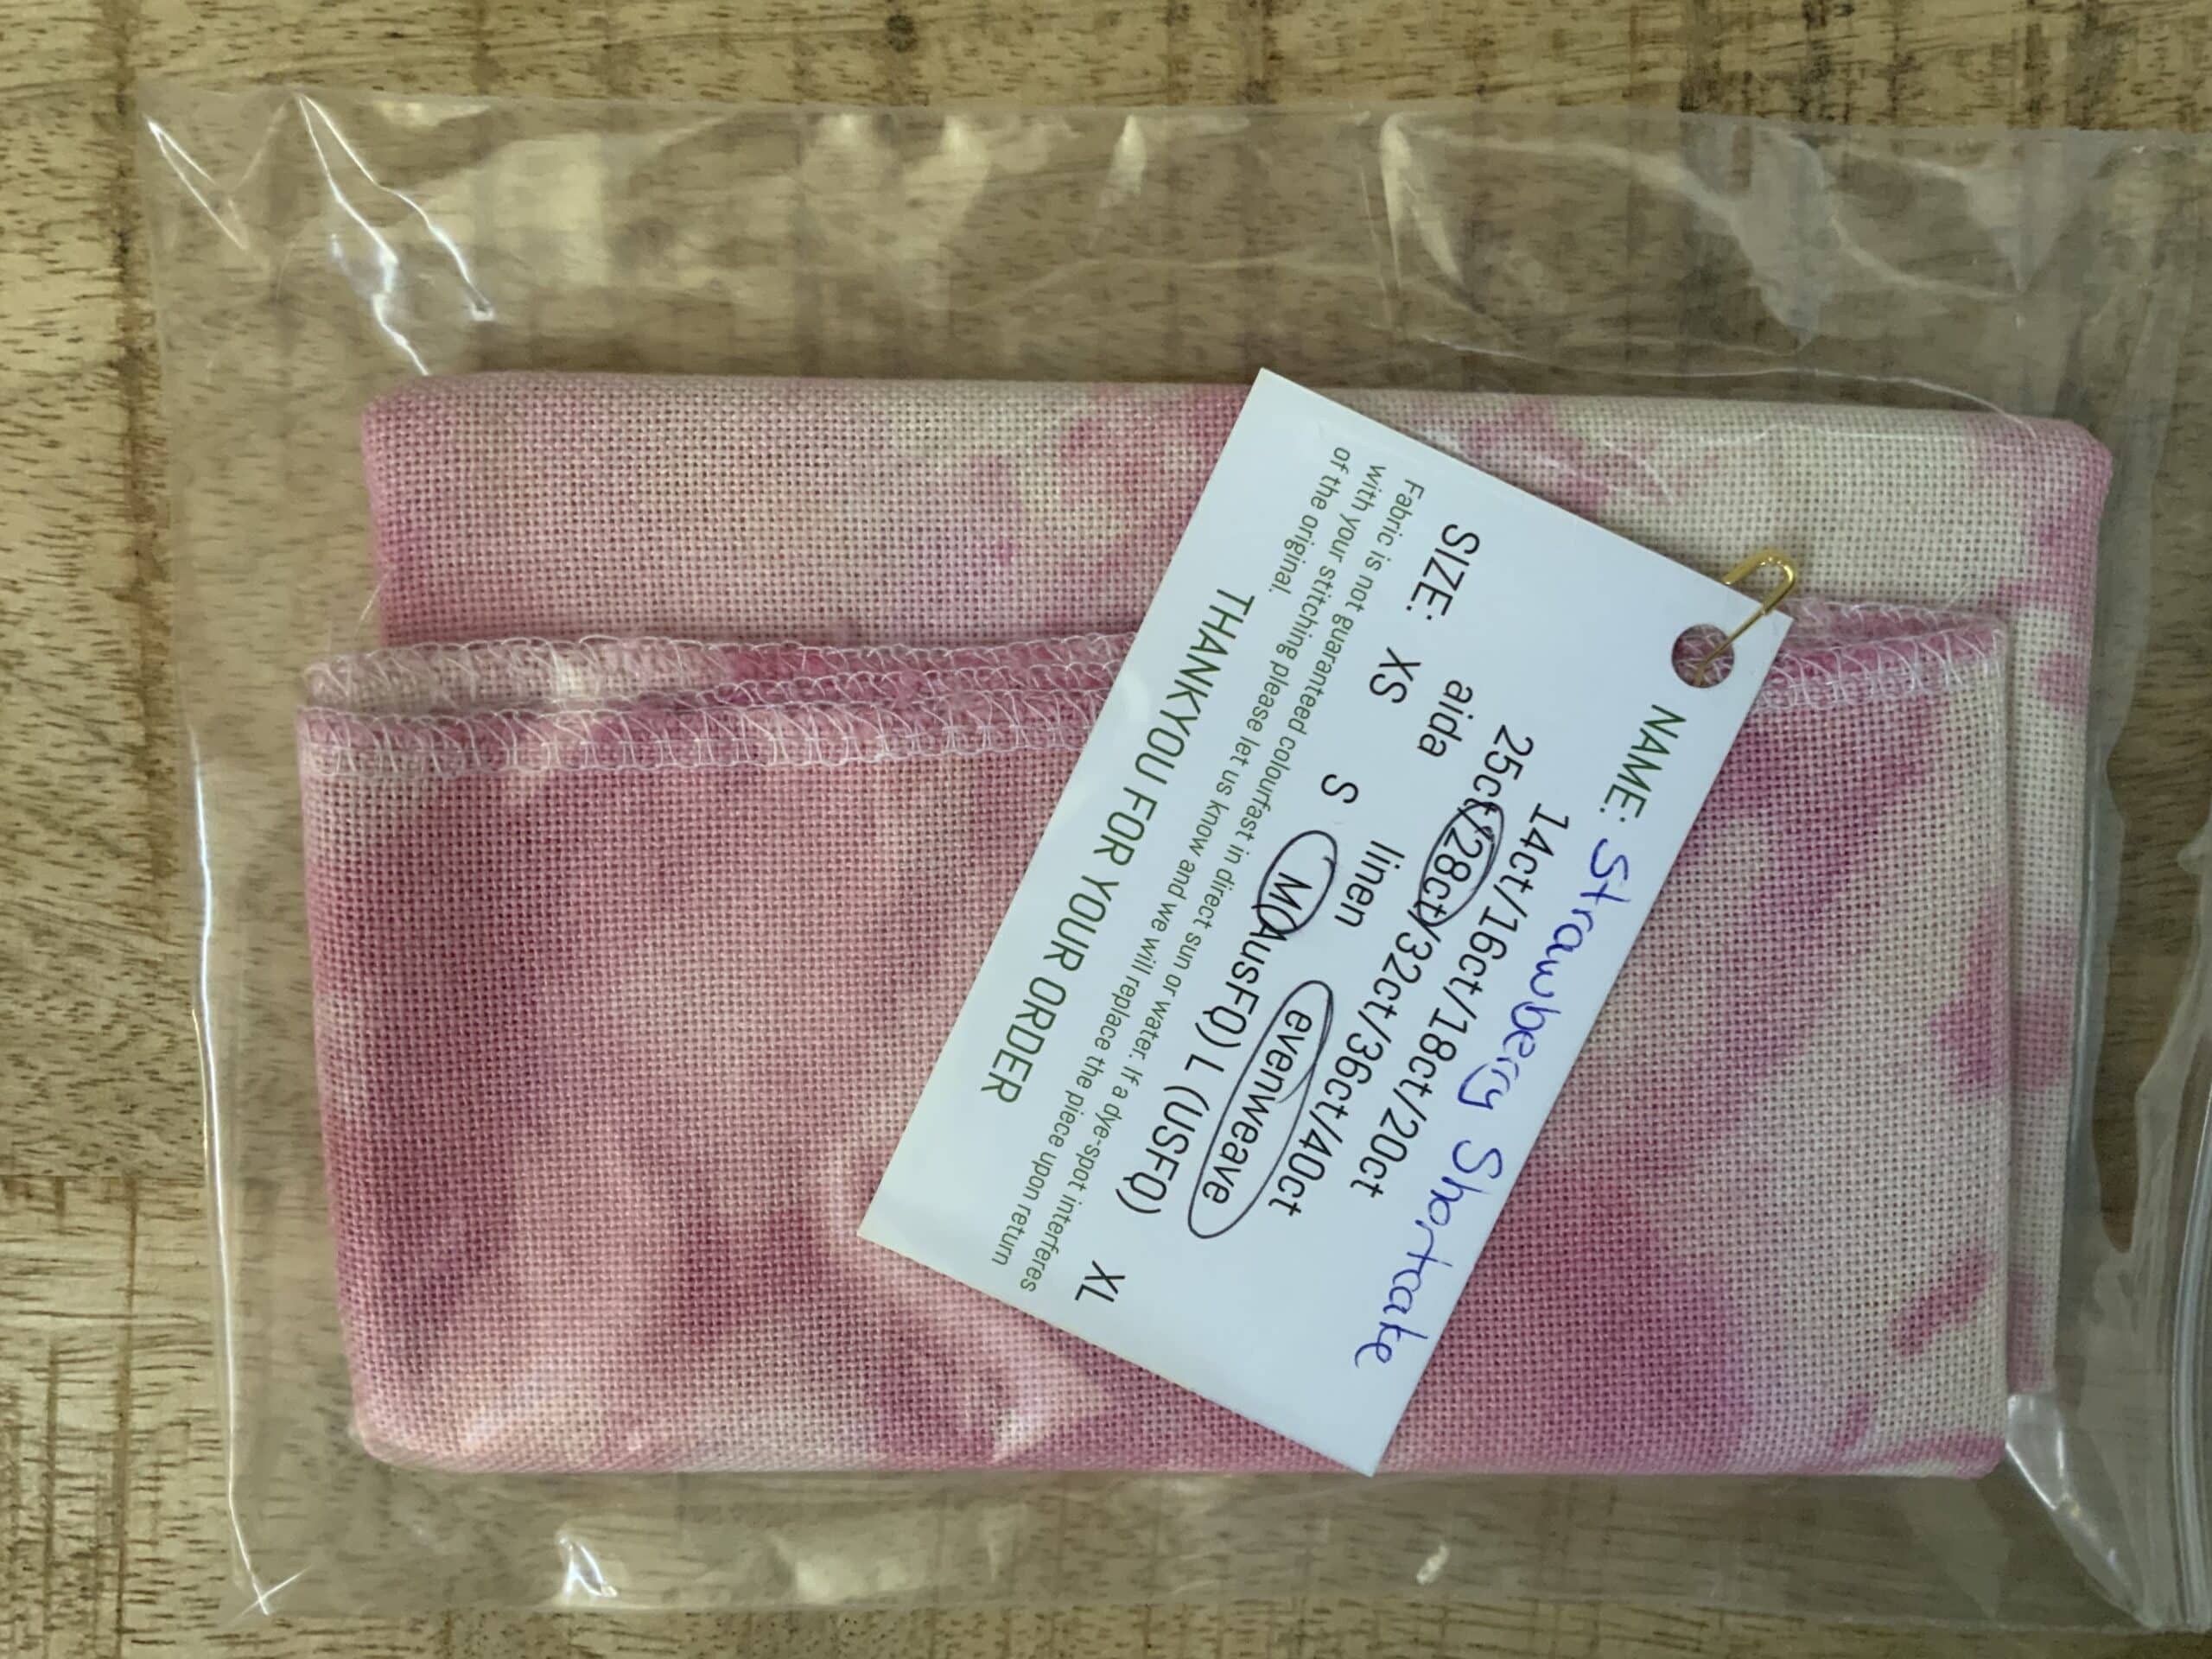 NAME: Strawberry Shortcake
14ct/16ct/18ct/20ct
25ct/28ct/32ct/36ct/40ct
aida linen evenweave
SIZE: XS S M(AusFQ) L (USFQ) XL
Fabric is not guaranteed colourfast in direct sun or water. If a dye-spot interferes
with your stitching please let us know and we will replace the piece upon return
of the original.
THANKYOU FOR YOUR ORDER